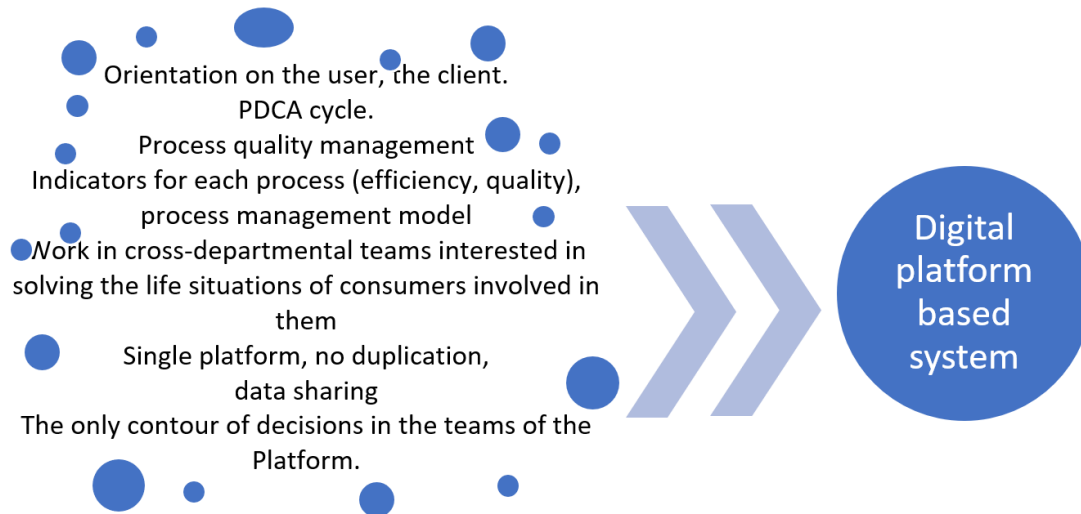 Orientation on the user, the client.
PDCA cycle.
Process quality management
Indicators for each process (efficiency, quality),
process management model
Work in cross-departmental teams interested in
solving the life situations of consumers involved in
them
Single platform, no duplication,
data sharing
The only contour of decisions in the teams of the
Platform.
Digital
platform
based
system